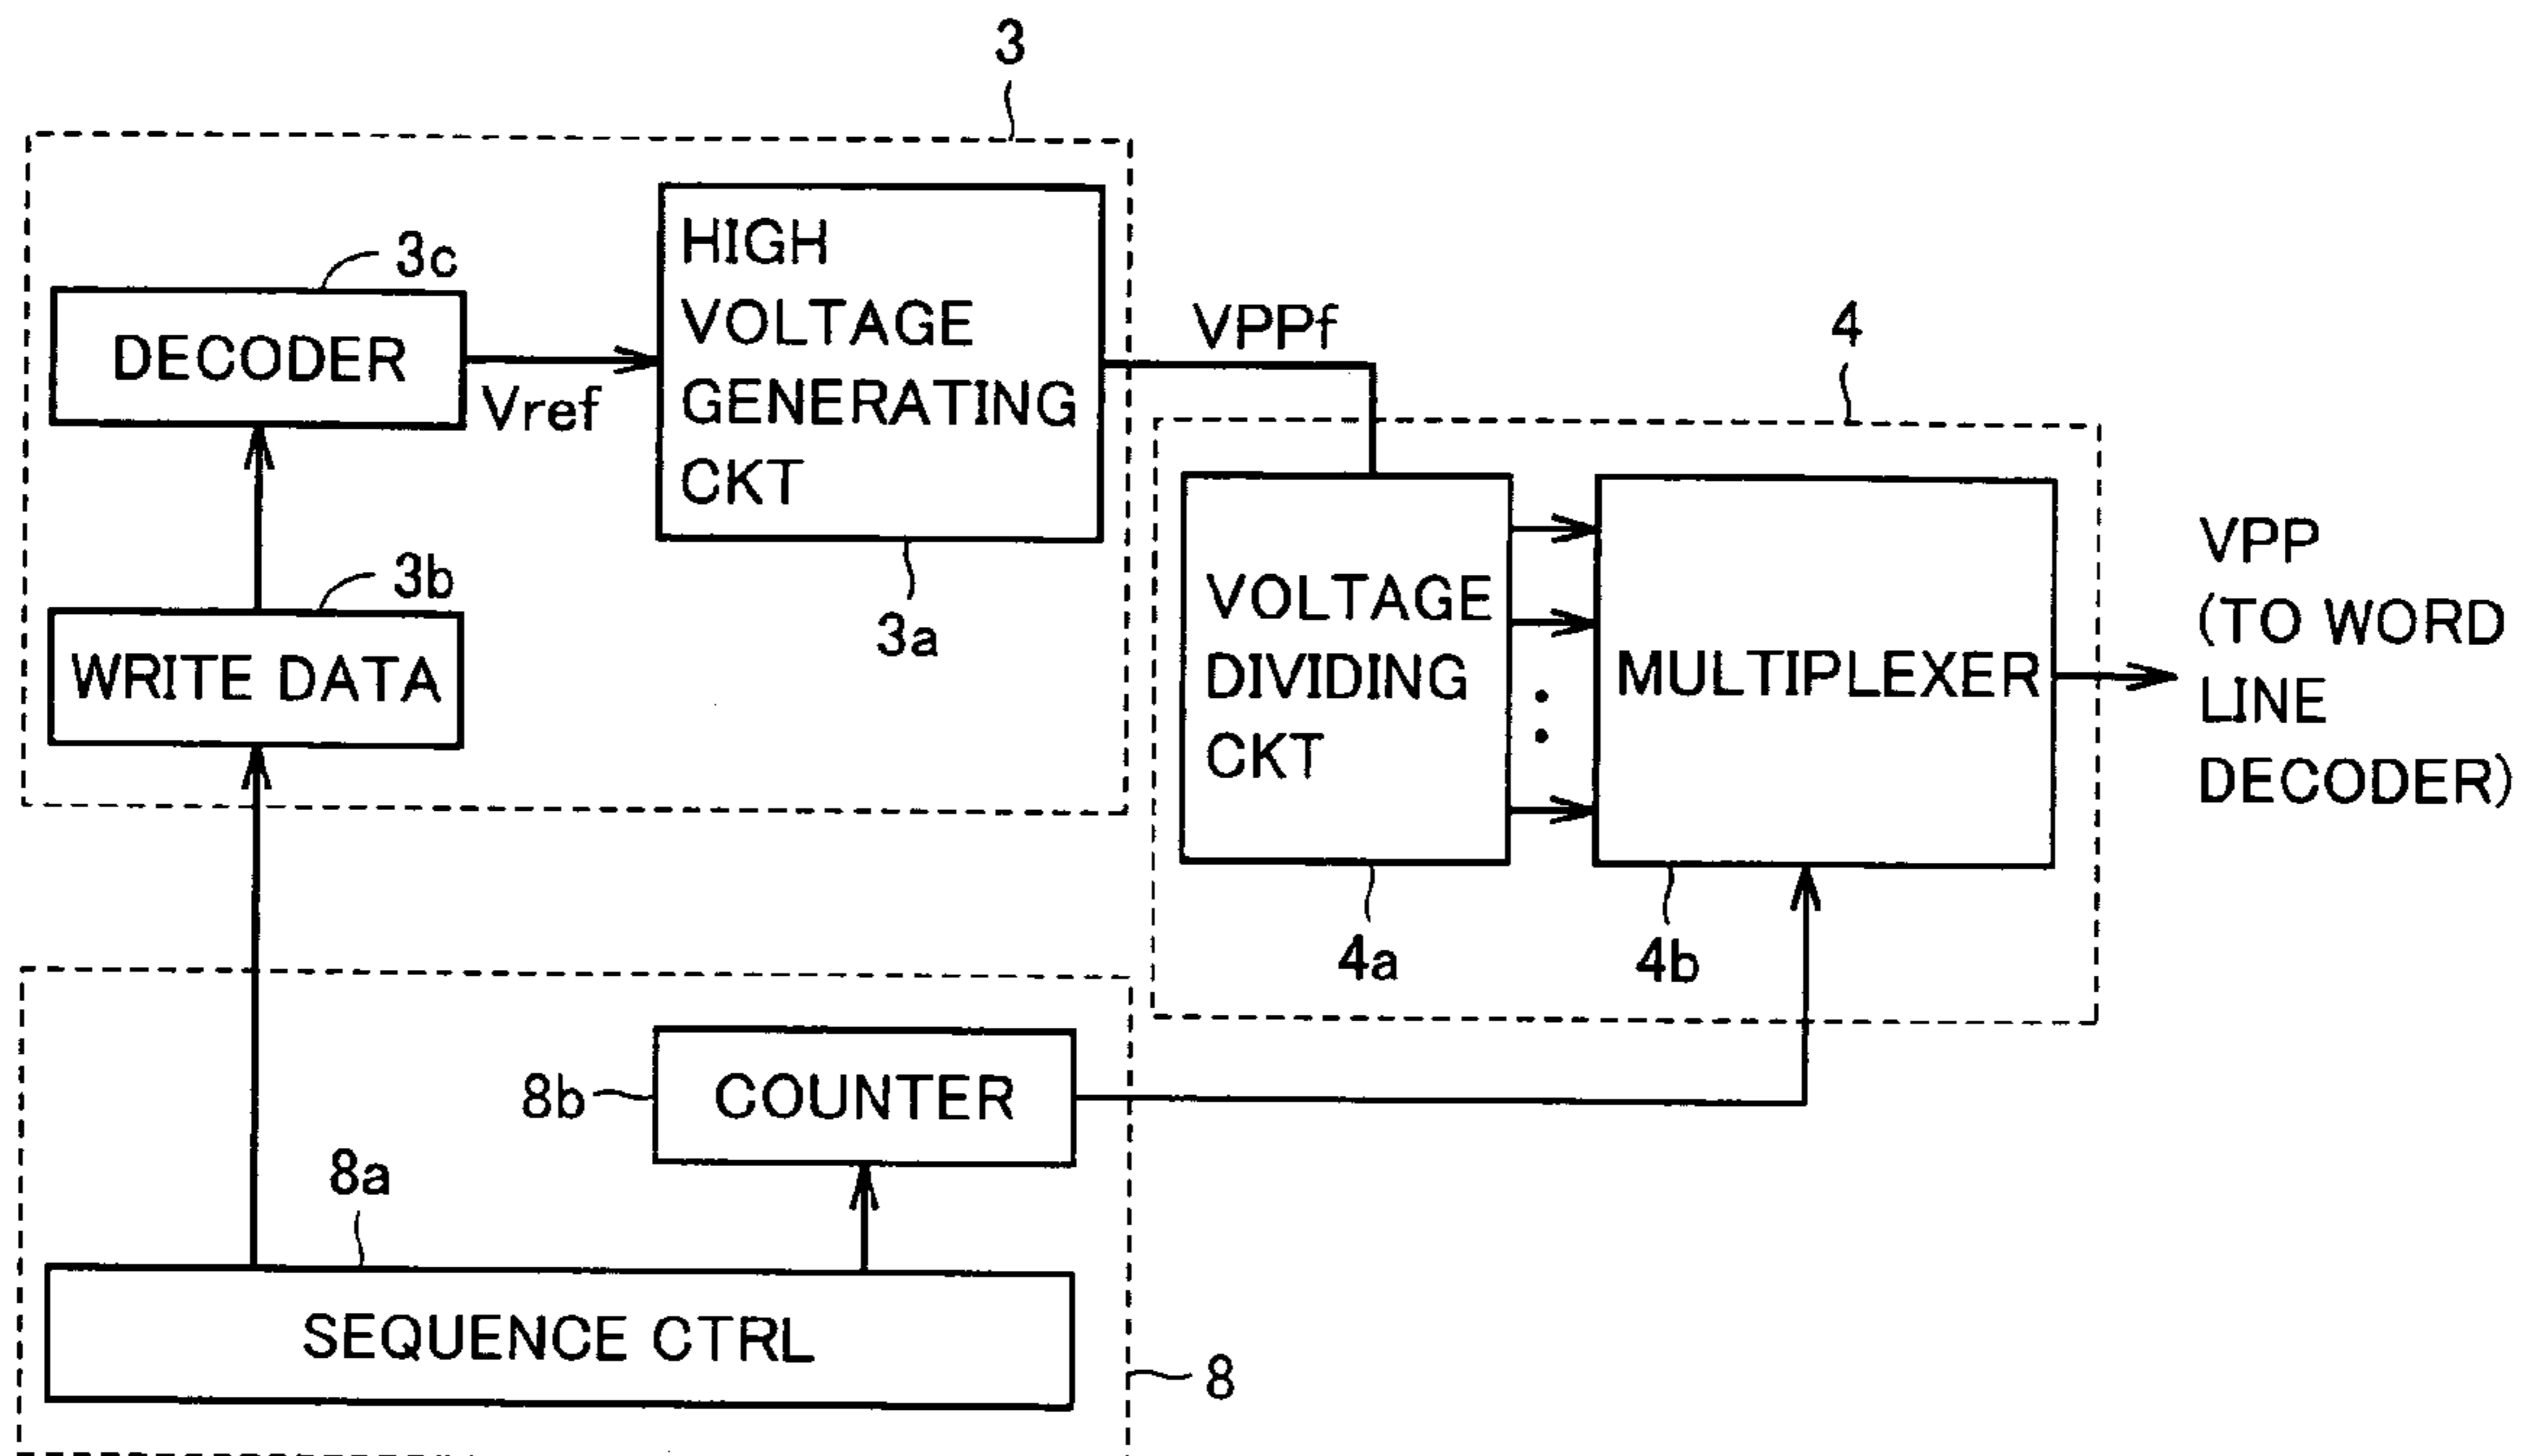 3
3c
HIGH
VOLTAGE
GENERATING
CKT
DECODER
Vref
VPPf
4
3b
3a
WRITE DATA
VOLTAGE
DIVIDING
CKT
MULTIPLEXER
VPP
(TO WORD
LINE
DECODER)
4a
4b
8b
COUNTER
8a
SEQUENCE CTRL
8